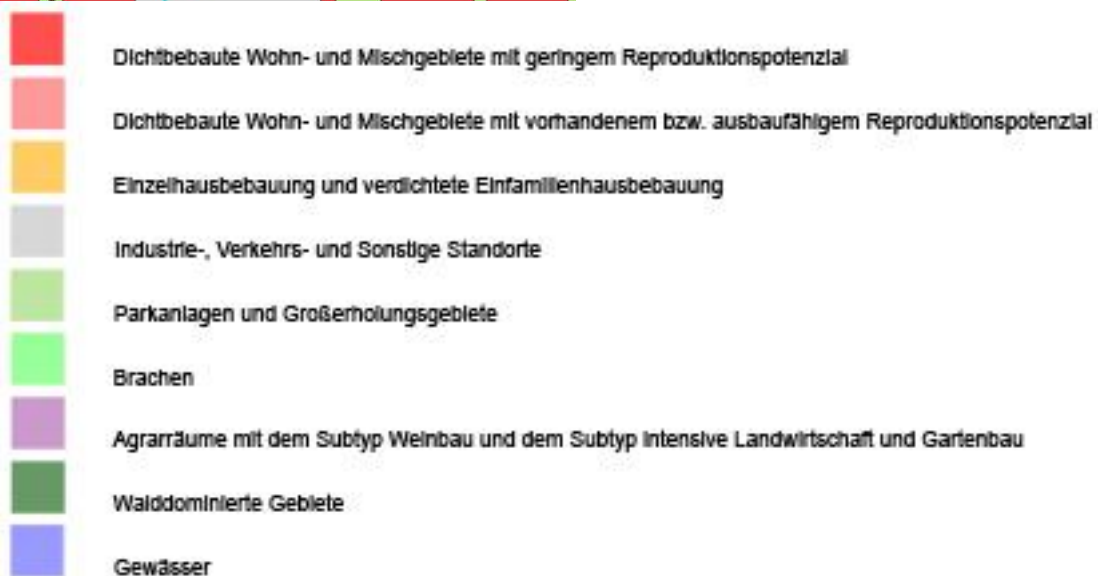 Dichtbebaute Wohn- und Mischgebiete mit geringem Reproduktionspotenzial
Dichtbebaute Wohn- und Mischgebiete mit vorhandenem bzw. ausbaufähigem Reproduktionspotenzial
Einzelhausbebauung und verdichtete Einfamilienhausbebauung
Industrie-, Verkehrs- und Sonstige Standorte
Parkanlagen und Großerholungsgebiete
Brachen
Agrarräume mit dem Subtyp Weinbau und dem Subtyp Intensive Landwirtschaft und Gartenbau
Walddominierte Gebiete
Gewässer